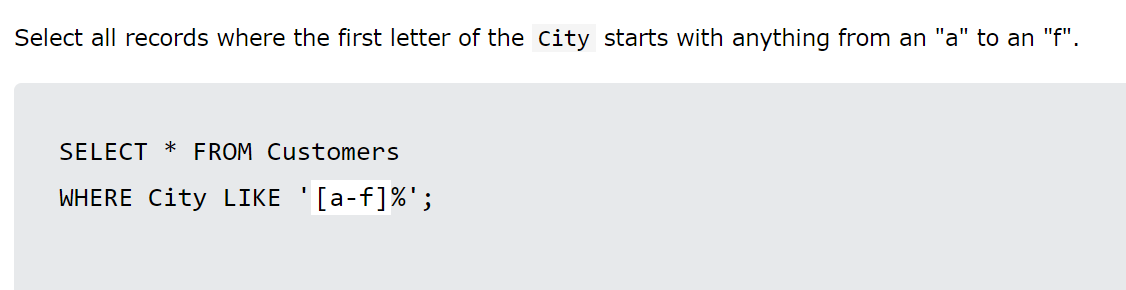 Select all records where the first letter of the City starts with anything from an "a" to an "f".
SELECT * FROM Customers
WHERE City LIKE '[a-f]%';